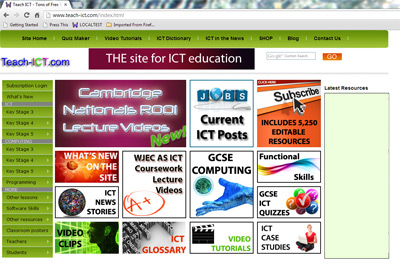 Teach ICT - Tons of Free
www.teach-ict.com/index.html
Getting Started
Press This
LOCALTEST
Imported From
Site Home
Quiz Maker
Video Tutorials
ICT Dictionary
ICT in the News
SHOP
Blog
Contact Us
Teach-ICT.com
THE site for ICT education
Google
GO
Subscription Login
What's New
ICT
Key Stage 3
Key Stage 4
Key Stage 5
COMPUTING
Key Stage 3
Key Stage 4
Key Stage 5
Programming
Other lessons
Software Skills
Other resources
Classroom posters
Teachers
Students
Cambridge
Nationals R001
Lecture Videos
New!
JOBS
Current
ICT Posts
CLICK HERE
Subscribe
INCLUDES 5,250
EDITABLE
RESOURCES
Latest Resources
WHAT'S NEW
ON THE
SITE
WJEC AS ICT
Coursework
Lecture
Videos
A+
GCSE
COMPUTING
Functional
Skills
ICT
NEWS
STORIES
GCSE
ICT
QUIZZES
VIDEO
CLIPS
ICT
GLOSSARY
VIDEO
TUTORIALS
ICT
CASE
STUDIES